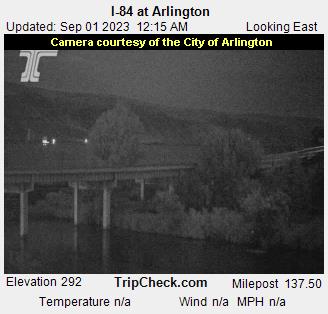 I-84 at Arlington
Updated: Sep 01 2023 12:15 AM Looking East
Camera courtesy of the City of Arlington
Elevation 292 TripCheck.com Milepost 137.50
Temperature n/a Wind n/a MPH n/a